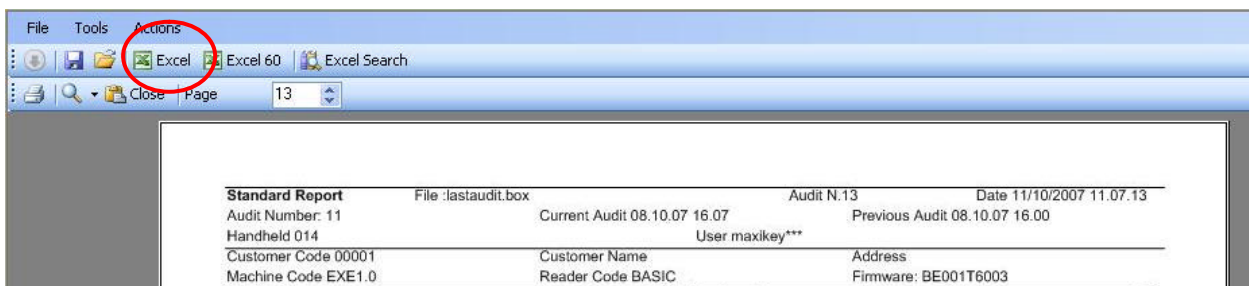 File Tools Actions
Excel Excel 60 Excel Search
Close Page 13
Standard Report File :lastaudit.box Audit N.13 Date 11/10/2007 11.07.13
Audit Number: 11 Current Audit 08.10.07 16.07 Previous Audit 08.10.07 16.00
Handheld 014 User maxikey***
Customer Code 00001 Customer Name Address
Machine Code EXE1.0 Reader Code BASIC Firmware: BE001T6003